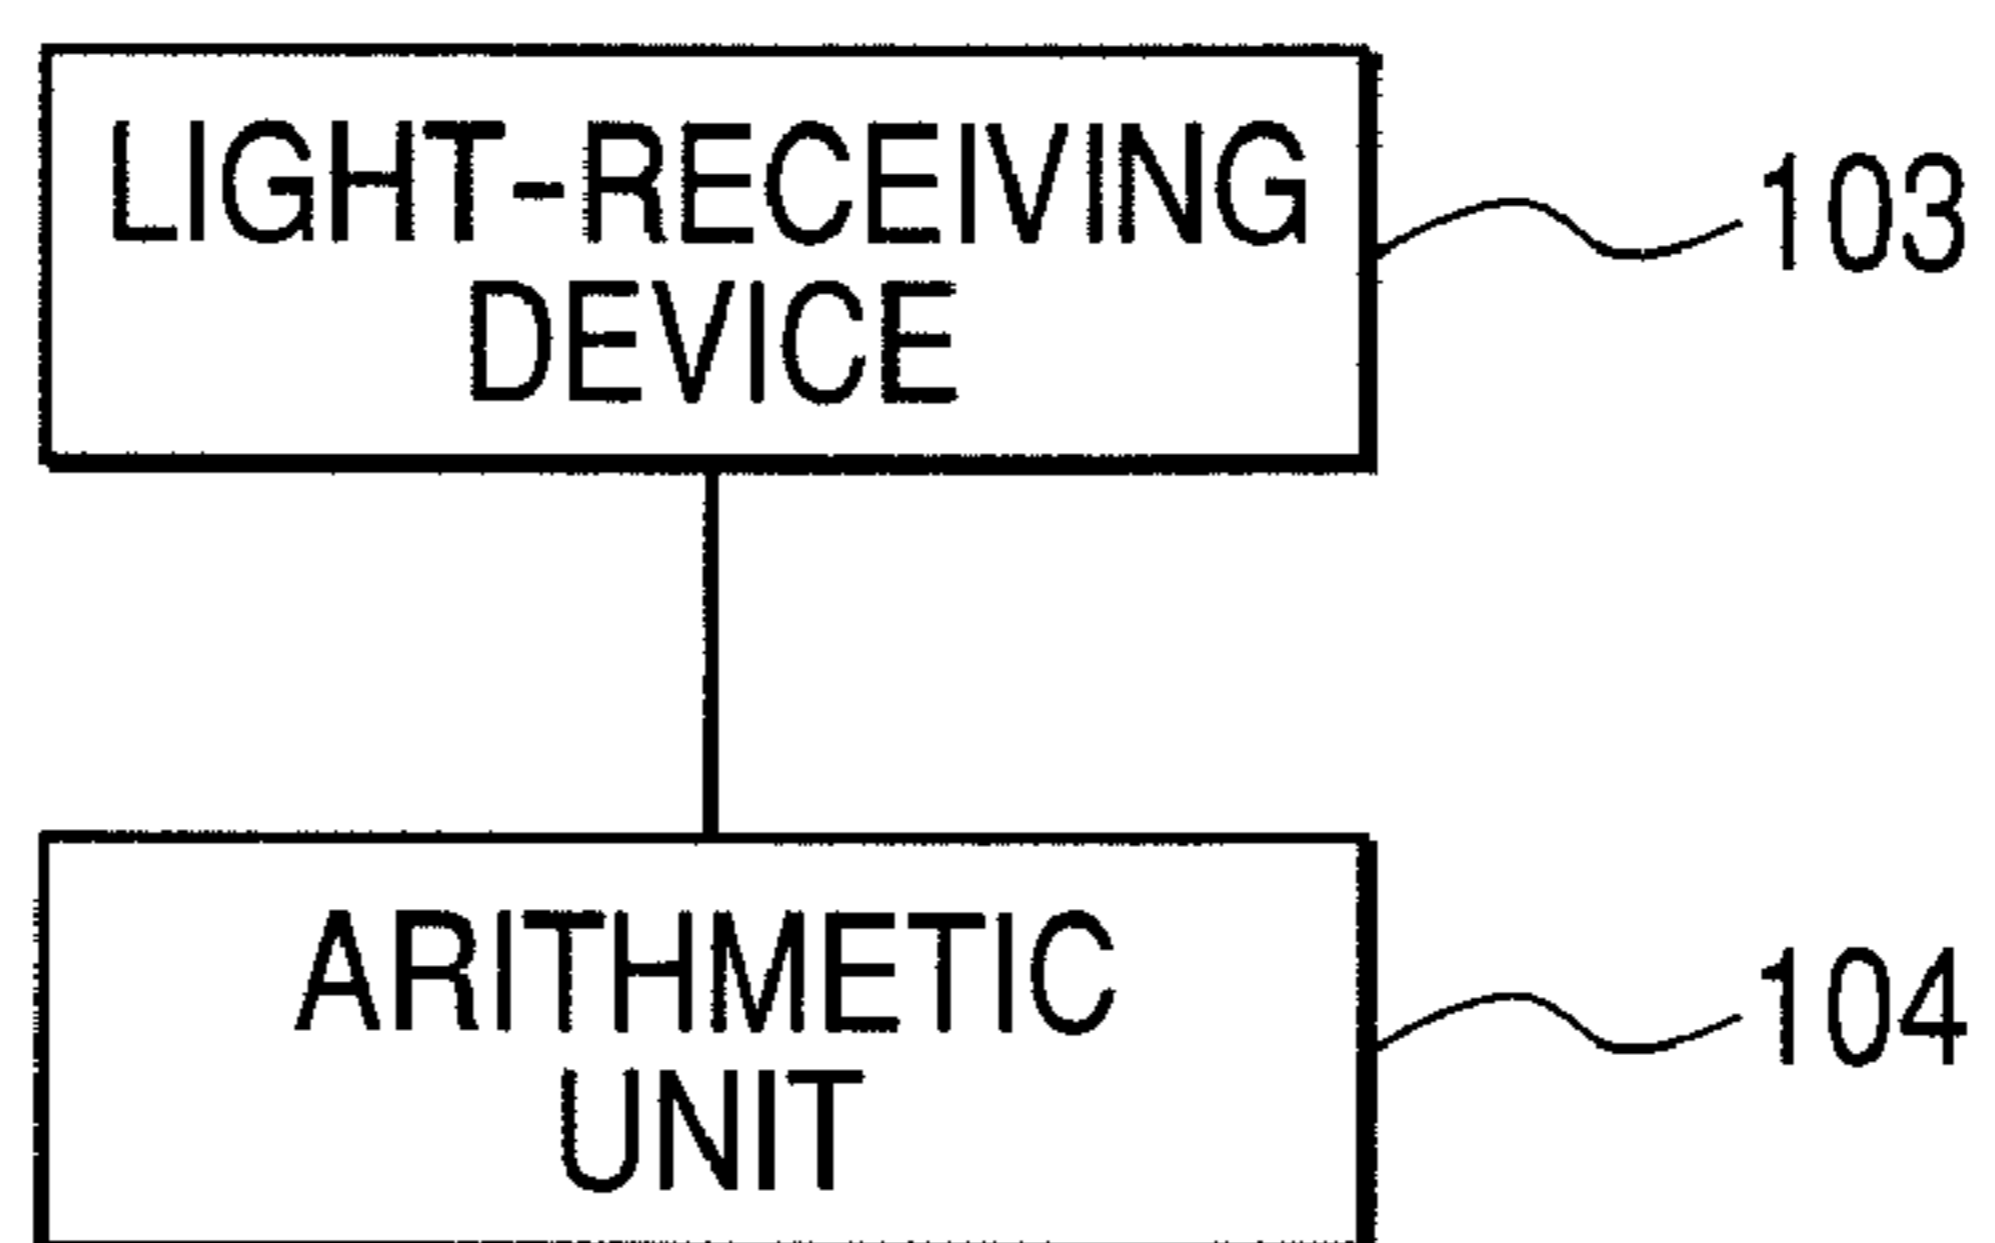 LIGHT-RECEIVING
DEVICE
103
ARITHMETIC
UNIT
104